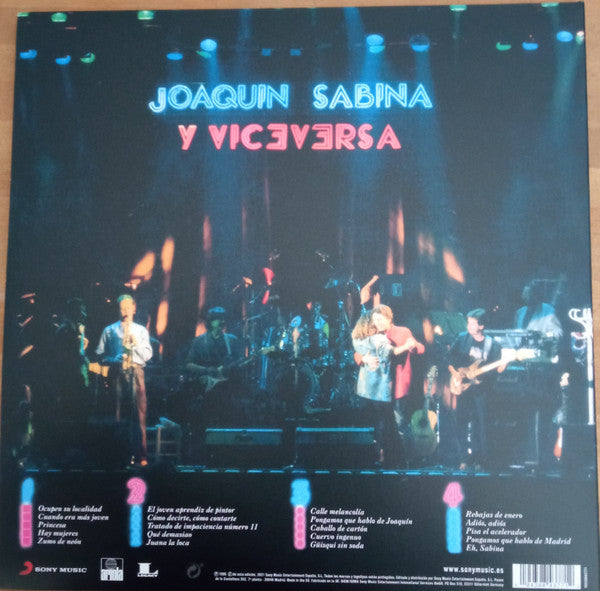 JOAQUIN SABINA
Y VICEVERSA
1
Ocupen su localidad
Cuando era más joven
Princesa
Hay mujeres
Zumo de neón
2
El joven aprendiz de pintor
Cómo decirte, cómo contarte
Tratado de impaciencia número 11
Qué demasiao
Juana la loca
3
Calle melancolía
Pongamos que hablo de Joaquín
Caballo de cartón
Cuervo ingenuo
Güisqui sin soda
4
Rebajas de enero
Adiós, adiós
Pisa el acelerador
Pongamos que hablo de Madrid
Eh, Sabina
SONY MUSIC
ariola
LEGACY
www.sonymusic.es